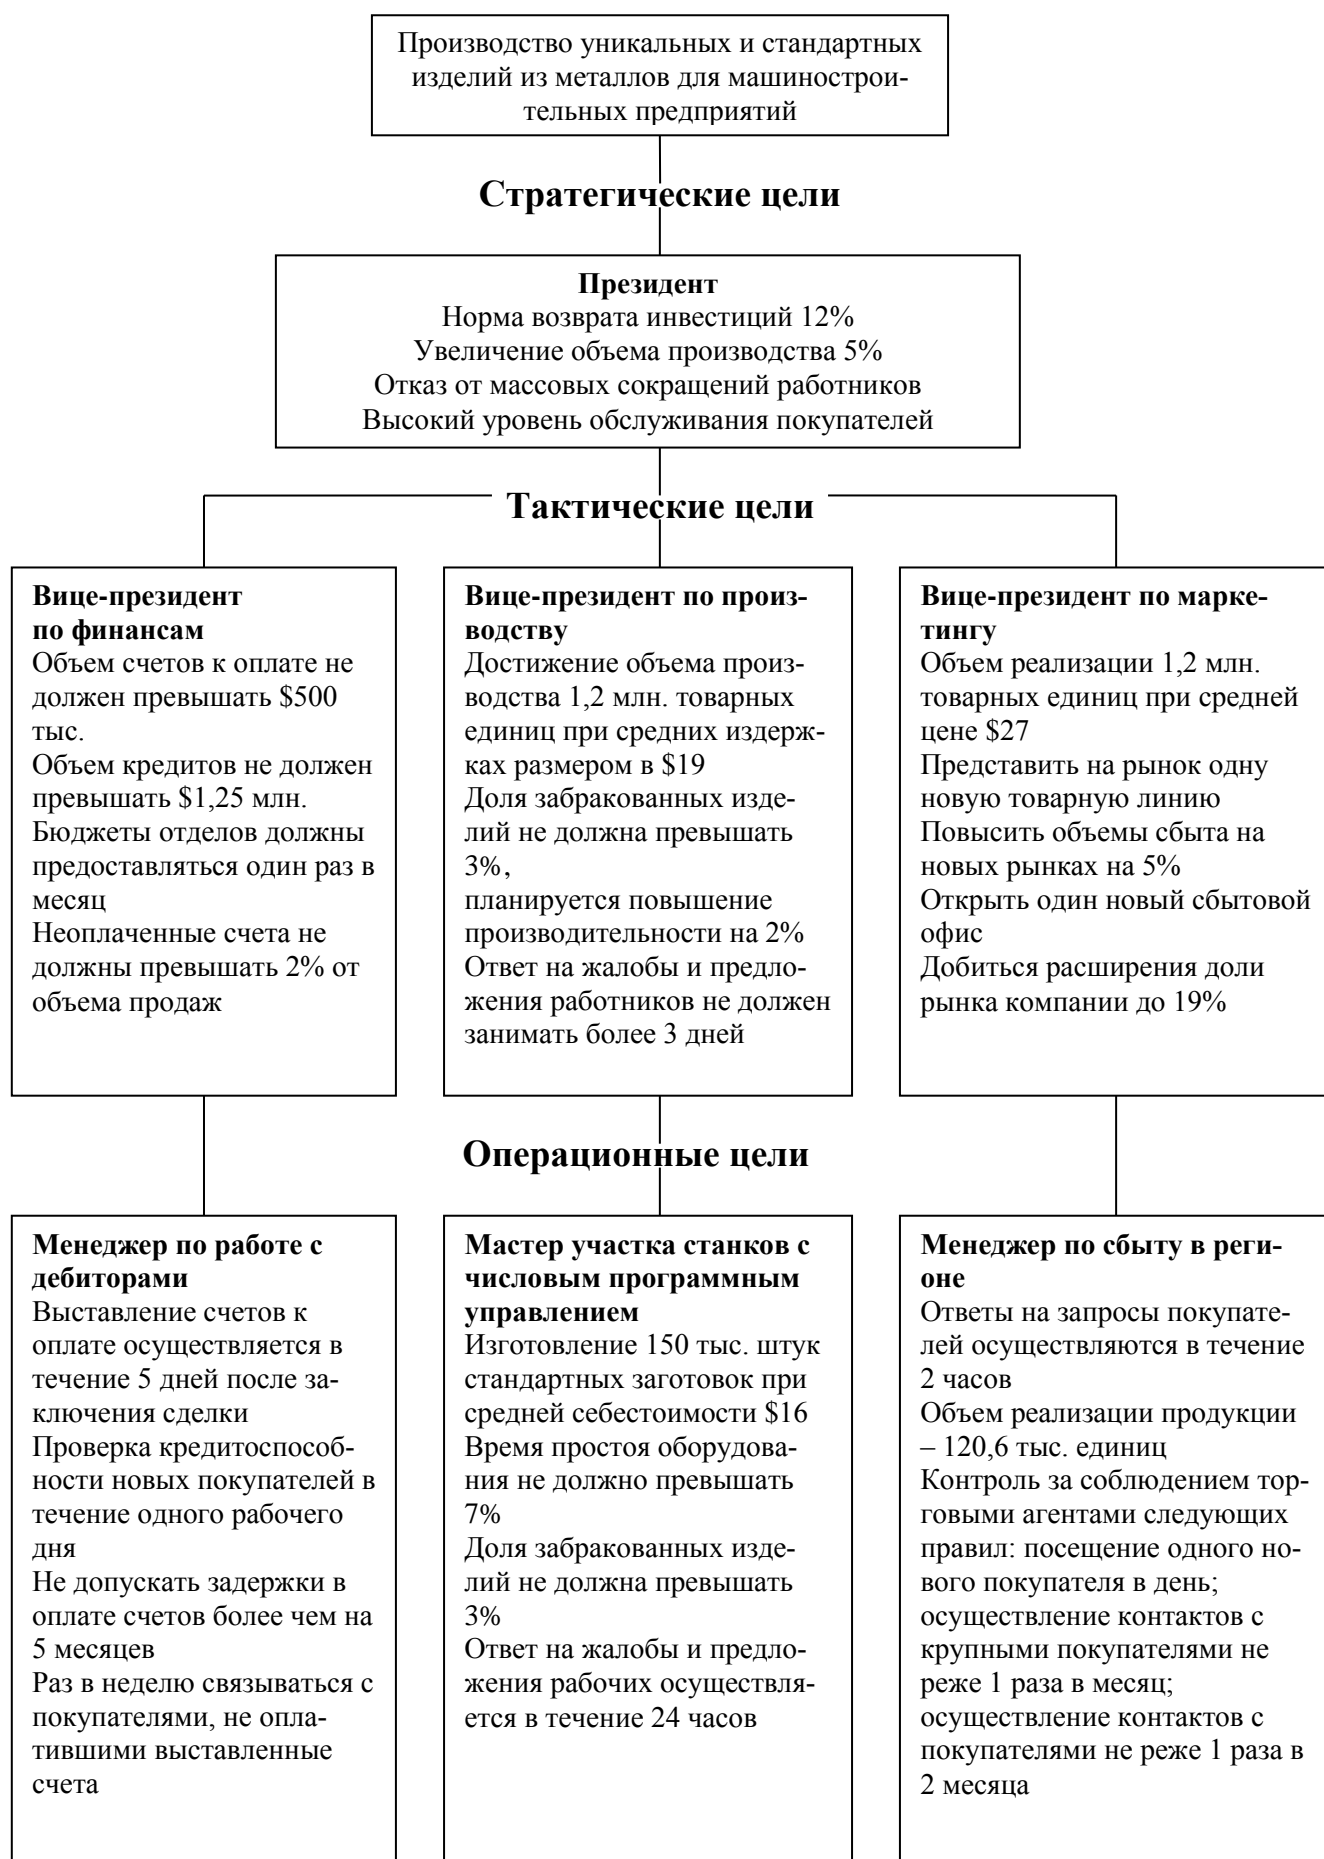 Производство уникальных и стандартных
изделий из металлов для машинострои-
тельных предприятий
Стратегические цели
Президент
Норма возврата инвестиций 12%
Увеличение объема производства 5%
Отказ от массовых сокращений работников
Высокий уровень обслуживания покупателей
Тактические цели
Вице-президент
по финансам
Объем счетов к оплате не
должен превышать $500
тыс.
Объем кредитов не должен
превышать $1,25 млн.
Бюджеты отделов должны
предоставляться один раз в
месяц
Неоплаченные счета не
должны превышать 2% от
объема продаж
Вице-президент по произ-
водству
Достижение объема произ-
водства 1,2 млн. товарных
единиц при средних издерж-
ках размером в $19
Доля забракованных изде-
лий не должна превышать
3%,
планируется повышение
производительности на 2%
Ответ на жалобы и предло-
жения работников не должен
занимать более 3 дней
Вице-президент по марке-
тингу
Объем реализации 1,2 млн.
товарных единиц при средней
цене $27
Представить на рынок одну
новую товарную линию
Повысить объемы сбыта на
новых рынках на 5%
Открыть один новый сбытовой
офис
Добиться расширения доли
рынка компании до 19%
Операционные цели
Менеджер по работе с
дебиторами
Выставление счетов к
оплате осуществляется в
течение 5 дней после за-
ключения сделки
Проверка кредитоспособ-
ности новых покупателей в
течение одного рабочего
дня
Не допускать задержки в
оплате счетов более чем на
5 месяцев
Раз в неделю связываться с
покупателями, не опла-
тившими выставленные
счета
Мастер участка станков с
числовым программным
управлением
Изготовление 150 тыс. штук
стандартных заготовок при
средней себестоимости $16
Время простоя оборудова-
ния не должно превышать
7%
Доля забракованных изде-
лий не должна превышать
3%
Ответ на жалобы и предло-
жения рабочих осуществля-
ется в течение 24 часов
Менеджер по сбыту в реги-
оне
Ответы на запросы покупате-
лей осуществляются в течение
2 часов
Объем реализации продукции
– 120,6 тыс. единиц
Контроль за соблюдением тор-
говыми агентами следующих
правил: посещение одного но-
вого покупателя в день;
осуществление контактов с
крупными покупателями не
реже 1 раза в месяц;
осуществление контактов с
покупателями не реже 1 раза в
2 месяца